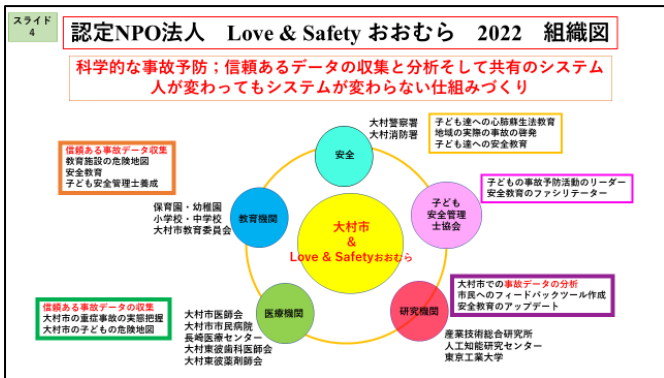 スライド
4
認定NPO法人 Love & Safety おおむら 2022 組織図
科学的な事故予防；信頼あるデータの収集と分析そして共有のシステム
人が変わってもシステムが変わらない仕組みづくり
大村警察署
大村消防署
安全
子ども達への心肺蘇生法教育
地域の実際の事故の啓発
子ども達への安全教育
信頼ある事故データ収集
教育施設の危険地図
安全教育
子ども安全管理士養成
保育園・幼稚園
小学校・中学校
大村市教育委員会
教育機関
大村市
&
Love & Safetyおおむら
子ども
安全管理
士協会
子どもの事故予防活動のリーダー
安全教育のファシリテーター
信頼ある事故データの収集
大村市の重症事故の実態把握
大村市の子どもの危険地図
大村市医師会
大村市市民病院
長崎医療センター
大村東彼歯科医師会
大村東彼薬剤師会
医療機関
研究機関
大村市での事故データの分析
市民へのフィードバックツール作成
安全教育のアップデート
産業技術総合研究所
人工知能研究センター
東京工業大学